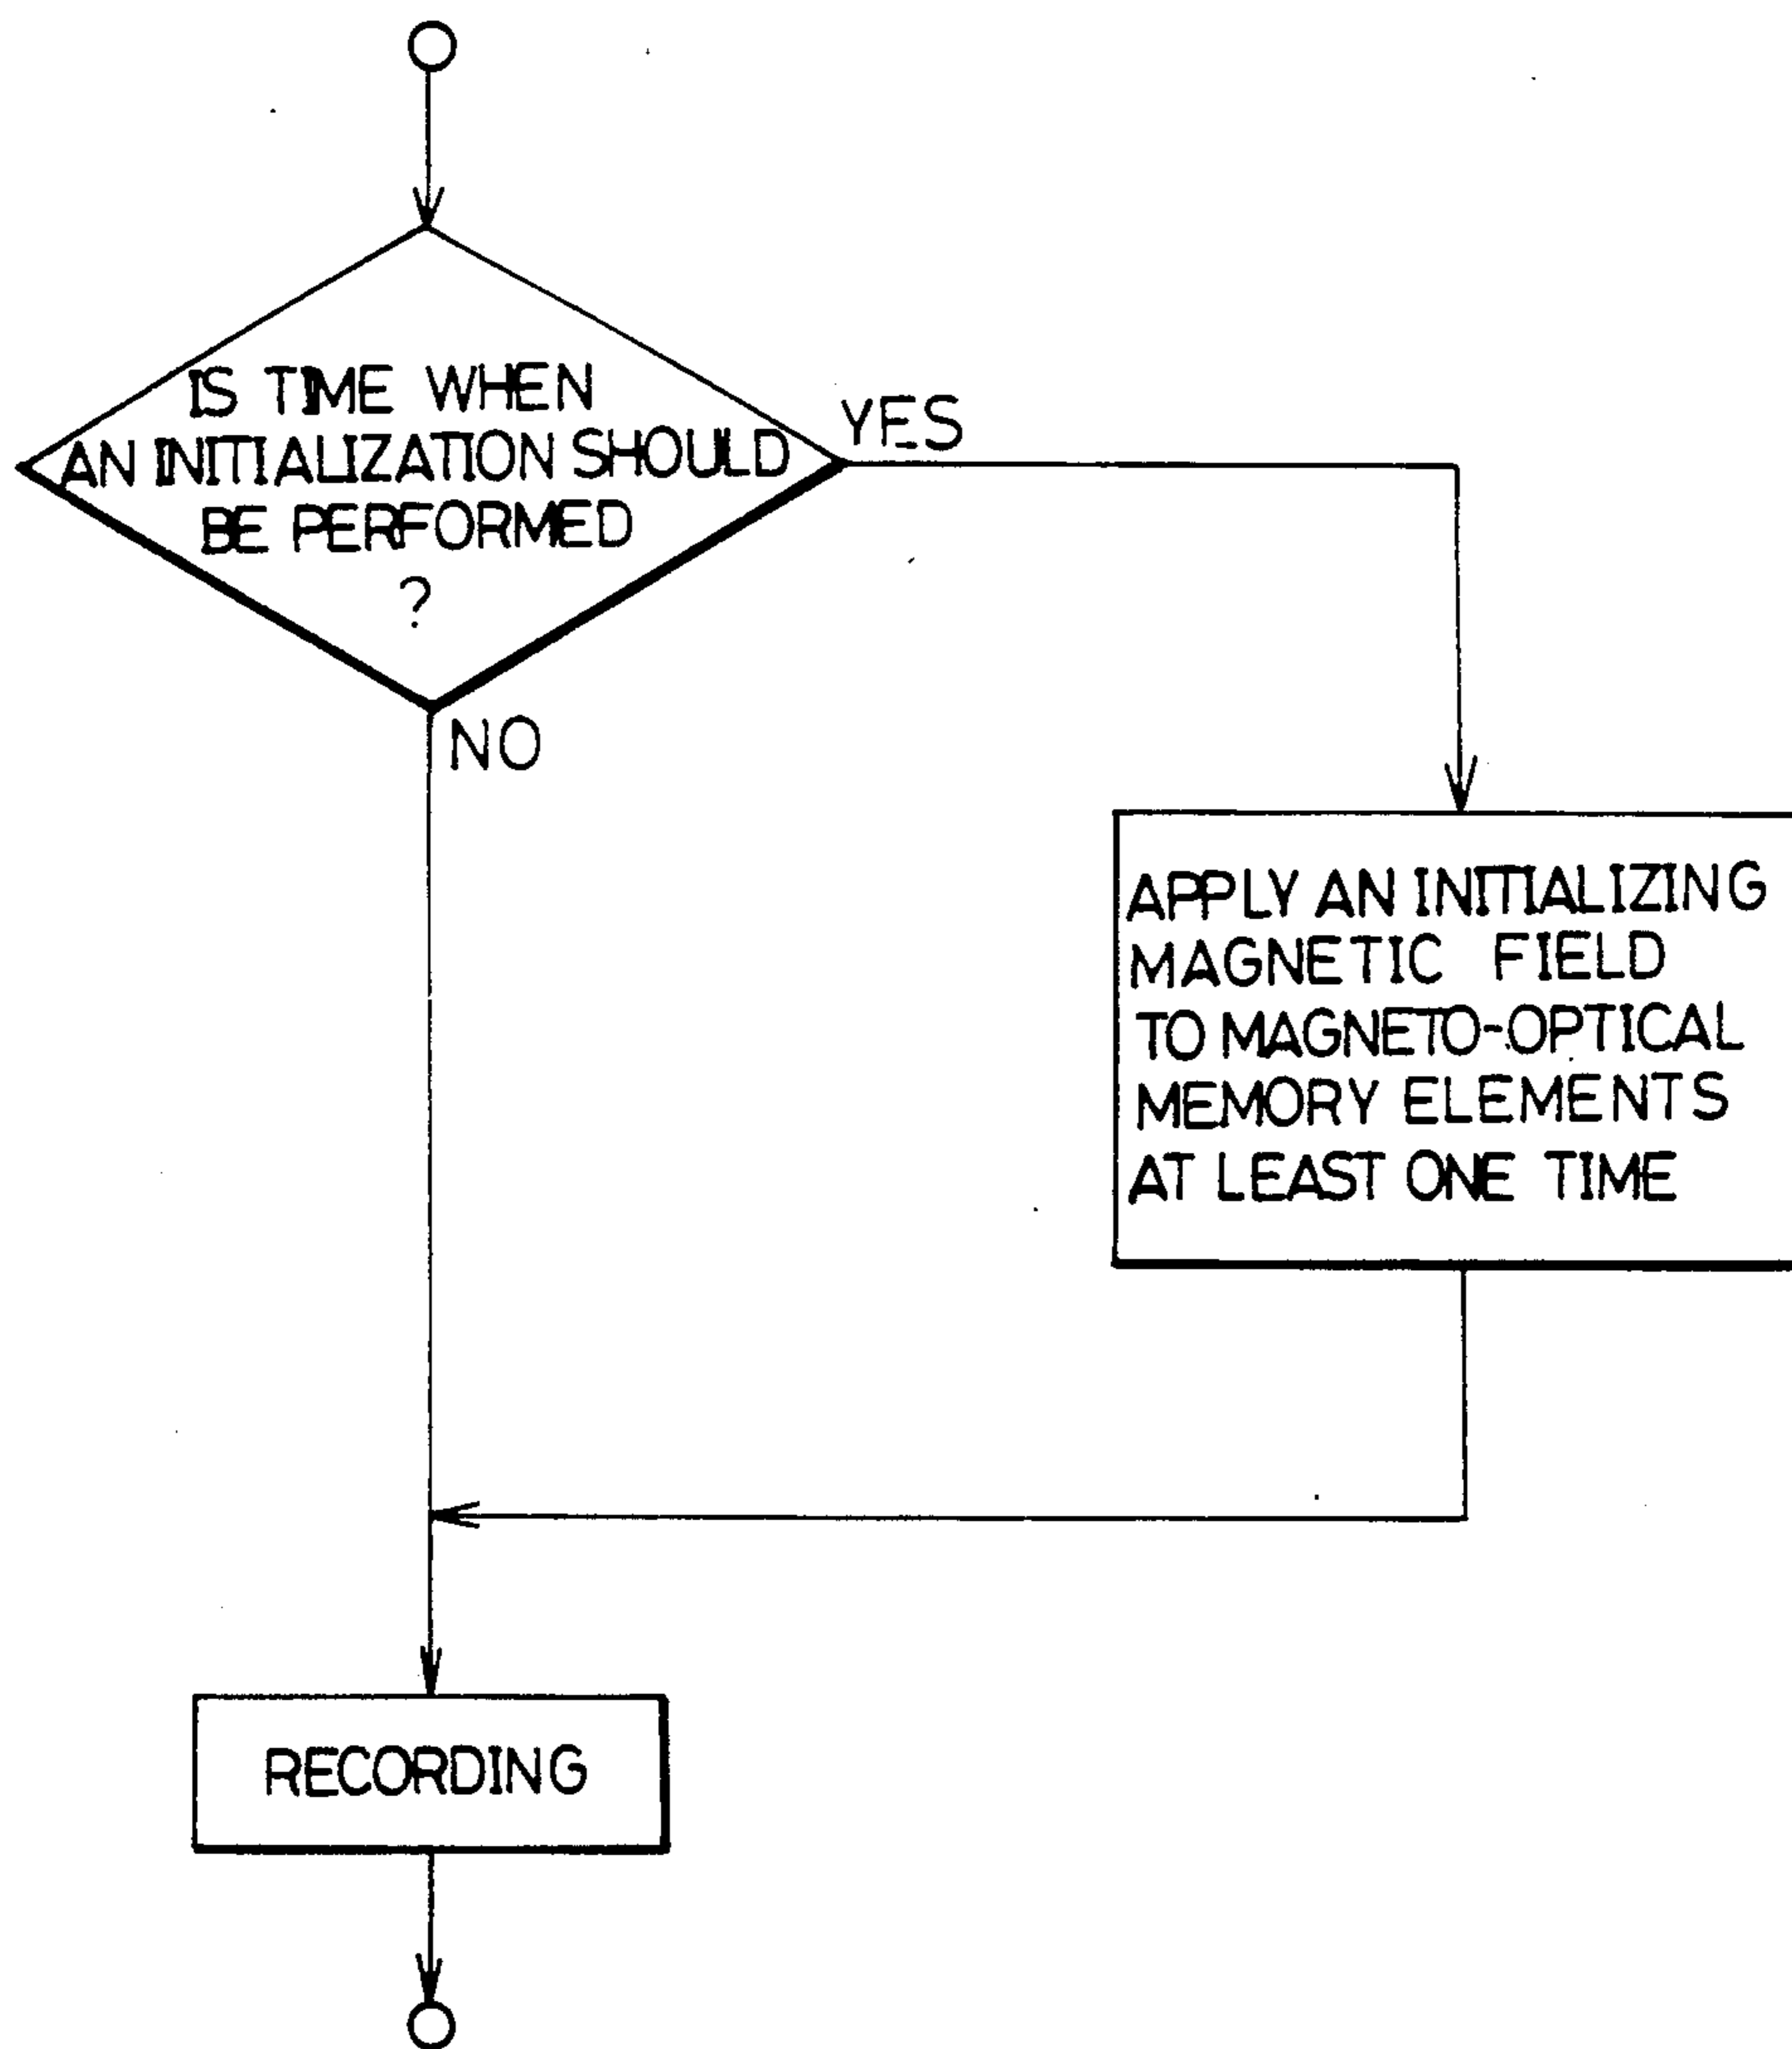 IS TIME WHEN
AN INITIALIZATION SHOULD
BE PERFORMED
?
YES
NO
APPLY AN INITIALIZING
MAGNETIC FIELD
TO MAGNETO-OPTICAL
MEMORY ELEMENTS
AT LEAST ONE TIME
RECORDING